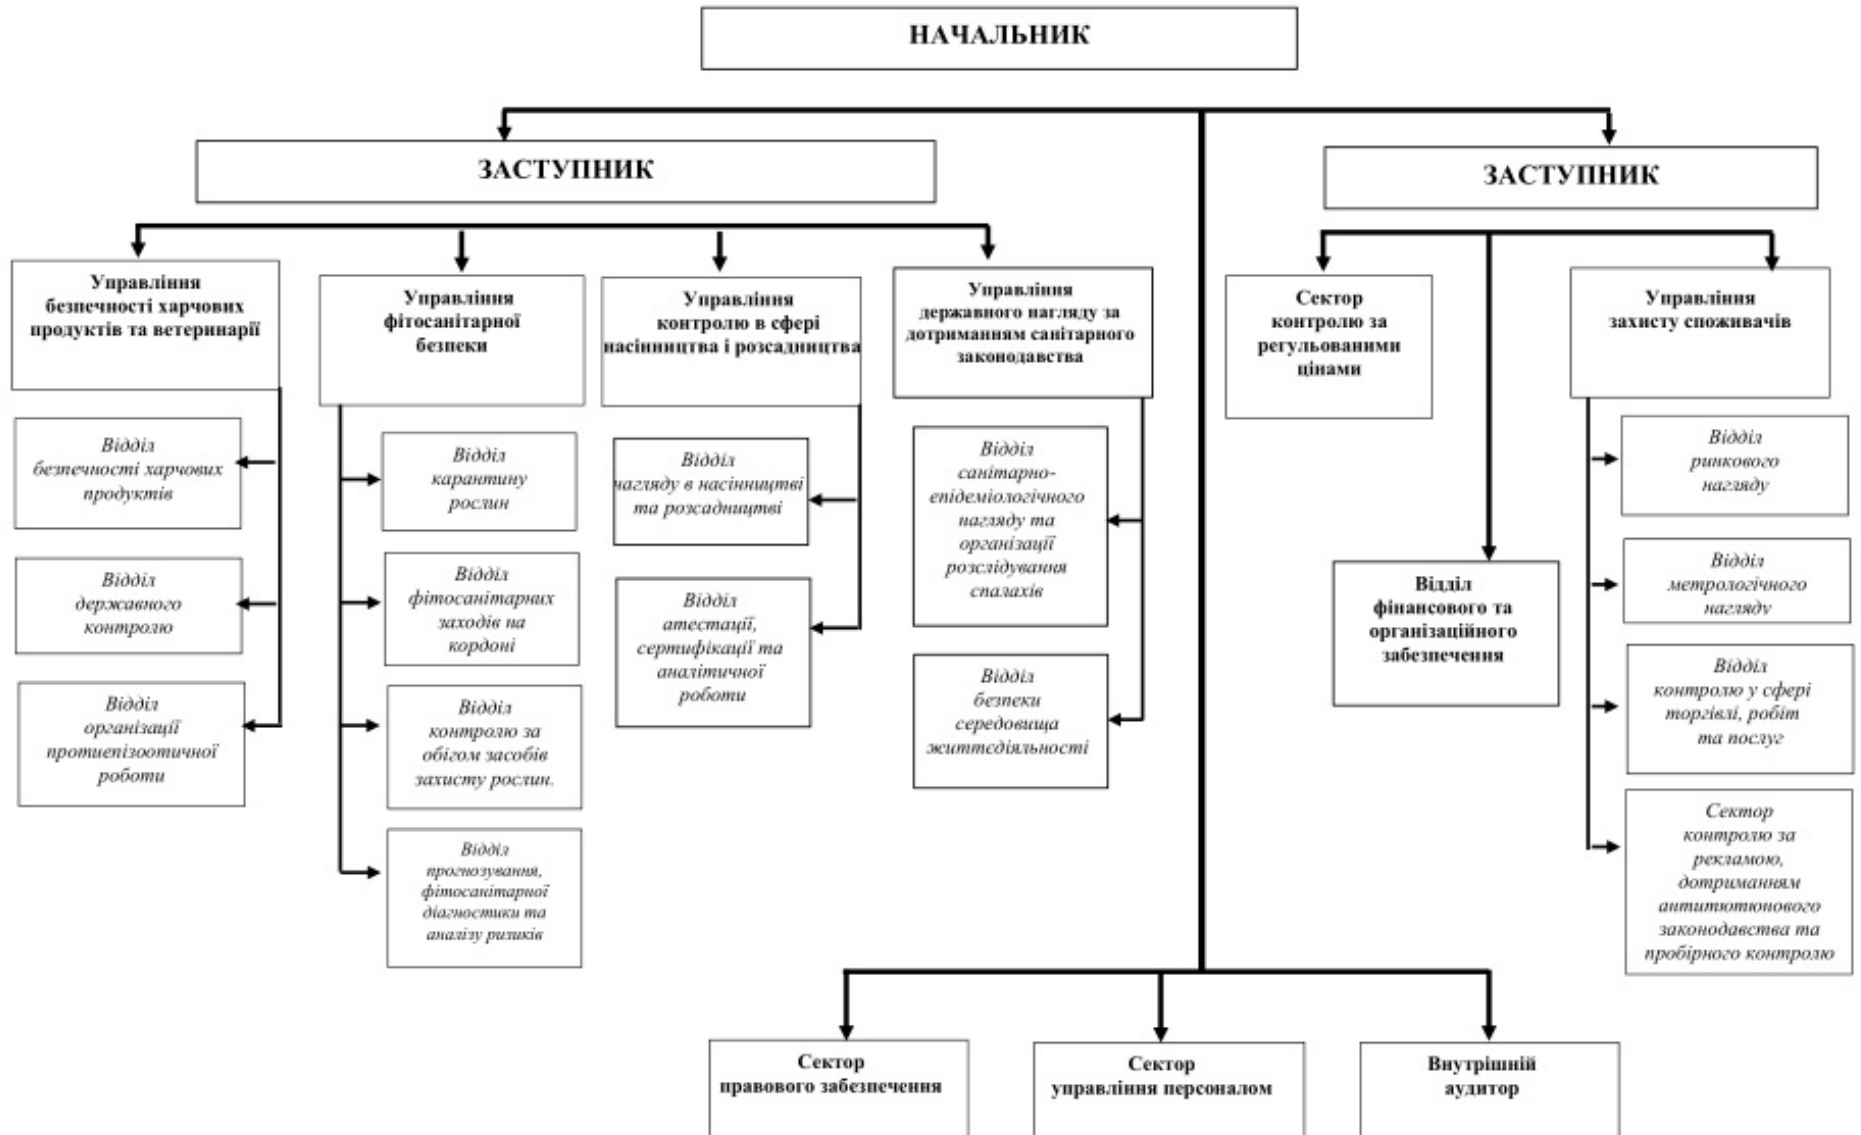 НАЧАЛЬНИК
ЗАСТУПНИК
ЗАСТУПНИК
Управління
безпечності харчових
продуктів та ветеринарії
Управління
фітосанітарної
безпеки
Управління
контролю в сфері
насінництва і розсадництва
Управління
державного нагляду за
дотриманням санітарного
законодавства
Сектор
контролю за
регульованими
цінами
Управління
захисту споживачів
Відділ
безпечності харчових
продуктів
Відділ
державного
контролю
Відділ
організації
протиепізоотичної
роботи
Відділ
карантину
рослин
Відділ
фітосанітарних
заходів на
кордоні
Відділ
контролю за
обігом засобів
захисту рослин.
Відділ
прогнозування,
фітосанітарної
діагностики та
аналізу ризиків
Відділ
нагляду в насінництві
та розсадництві
Відділ
атестації,
сертифікації та
аналітичної
роботи
Відділ
санітарно-
епідеміологічного
нагляду та
організації
розслідування
спалахів
Відділ
безпеки
середовища
життєдіяльності
Відділ
фінансового та
організаційного
забезпечення
Відділ
ринкового
нагляду
Відділ
метрологічного
нагляду
Відділ
контролю у сфері
торгівлі, робіт
та послуг
Сектор
контролю за
рекламою,
дотриманням
антитютюнового
законодавства та
пробірного контролю
Сектор
правового забезпечення
Сектор
управління персоналом
Внутрішній
аудитор